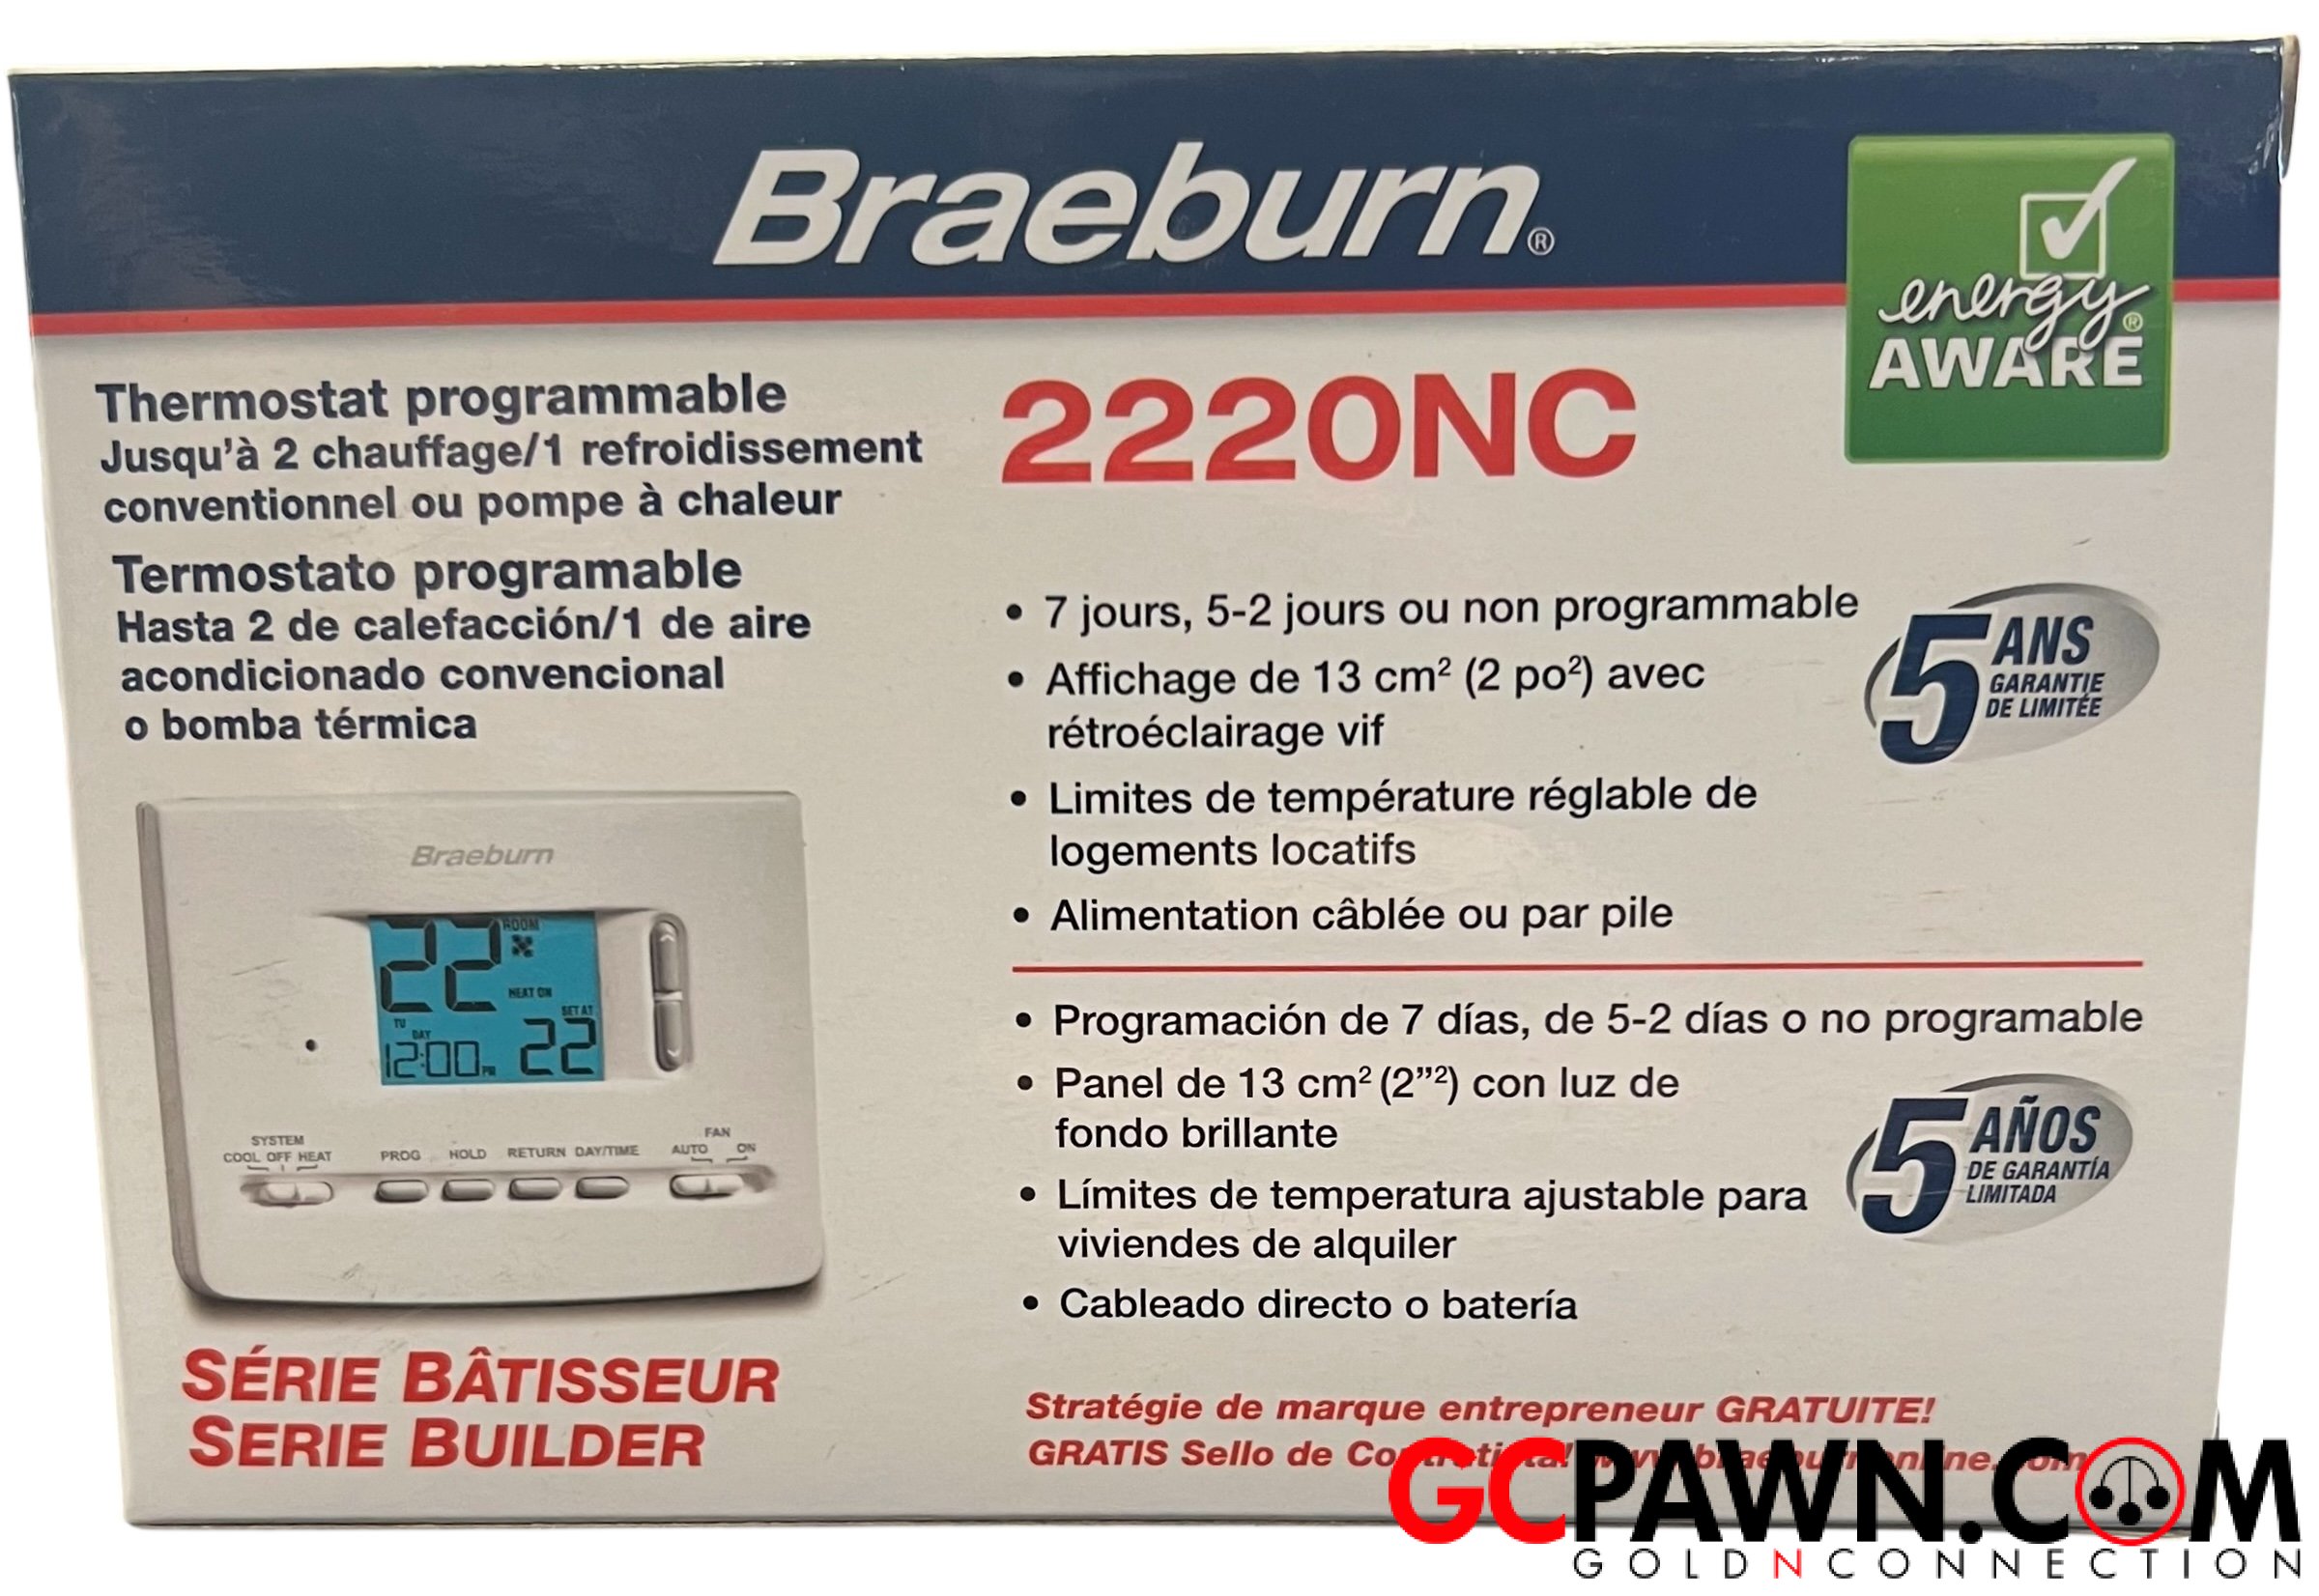 Braeburn®
energy®
AWARE
Thermostat programmable
Jusqu'à 2 chauffage/1 refroidissement
conventionnel ou pompe à chaleur
Termostato programable
Hasta 2 de calefacción/1 de aire
acondicionado convencional
o bomba térmica
Braeburn
22 ROOM
HEAT ON
SET AT
TU
DAY
12:00 PM 22
SYSTEM
COOL OFF HEAT
PROG HOLD RETURN DAY/TIME
FAN
AUTO ON
SÉRIE BÂTISSEUR
SERIE BUILDER
2220NC
• 7 jours, 5-2 jours ou non programmable
• Affichage de 13 cm² (2 po²) avec
rétroéclairage vif
• Limites de température réglable de
logements locatifs
• Alimentation câblée ou par pile
5 ANS
GARANTIE
DE LIMITÉE
• Programación de 7 días, de 5-2 días o no programable
• Panel de 13 cm² (2”²) con luz de
fondo brillante
• Límites de temperatura ajustable para
viviendes de alquiler
• Cableado directo o batería
5 AÑOS
DE GARANTÍA
LIMITADA
Stratégie de marque entrepreneur GRATUITE!
GRATIS Sello de
GCPAWN.COM
GOLDNCONNECTION